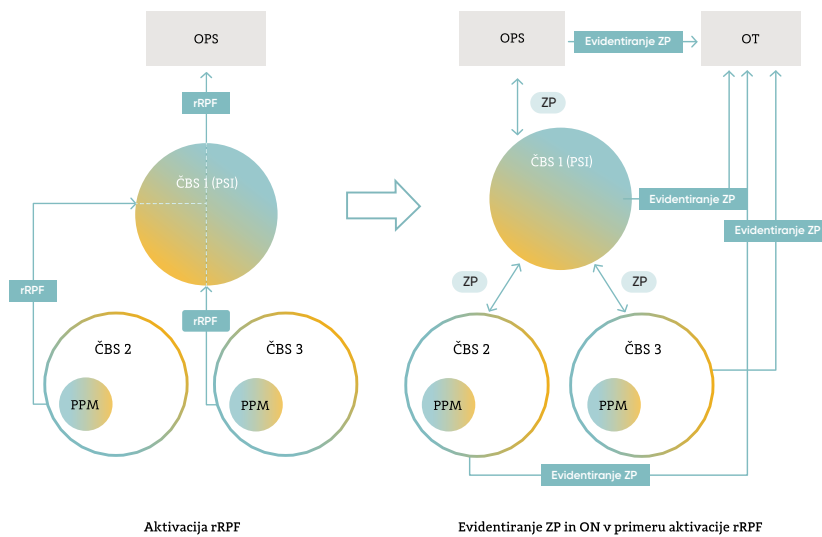 OPS
rRPF
ČBS 1 (PSI)
rRPF
rRPF
ČBS 2
PPM
ČBS 3
PPM
Aktivacija rRPF
OPS
Evidentiranje ZP
OT
ZP
ČBS 1 (PSI)
Evidentiranje ZP
Evidentiranje ZP
ZP
ZP
ČBS 2
PPM
ČBS 3
PPM
Evidentiranje ZP
Evidentiranje ZP in ON v primeru aktivacije rRPF